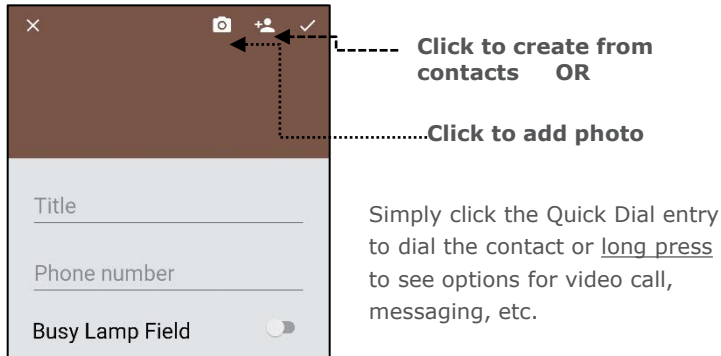 Click to create from
contacts OR
Click to add photo
Title
Phone number
Busy Lamp Field
Simply click the Quick Dial entry
to dial the contact or long press
to see options for video call,
messaging, etc.